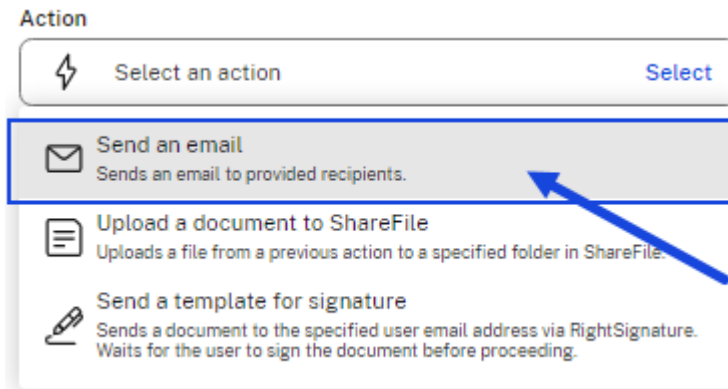 Action
Select an action Select
Send an email
Sends an email to provided recipients.
Upload a document to ShareFile
Uploads a file from a previous action to a specified folder in ShareFile.
Send a template for signature
Sends a document to the specified user email address via RightSignature.
Waits for the user to sign the document before proceeding.